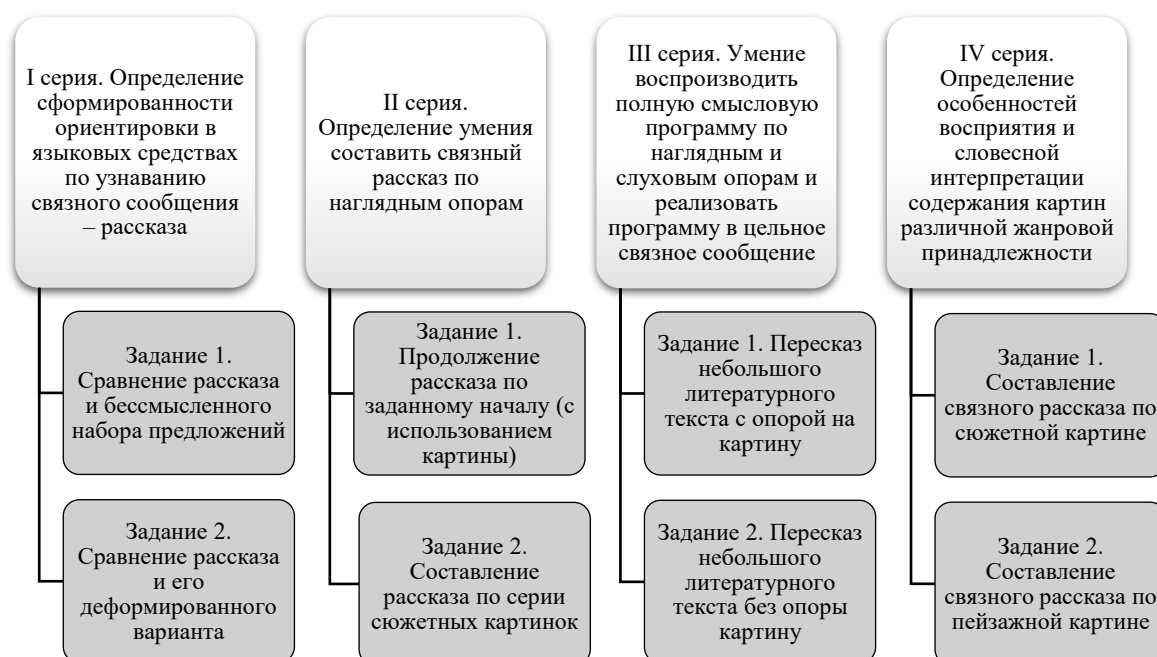 I серия. Определение
сформированности
ориентировки в
языковых средствах
по узнаванию
связного сообщения
– рассказа
Задание 1.
Сравнение рассказа
и бессмысленного
набора предложений
Задание 2.
Сравнение рассказа
и его
деформированного
варианта
II серия.
Определение умения
составить связный
рассказ по
наглядным опорам
Задание 1.
Продолжение
рассказа по
заданному началу (с
использованием
картины)
Задание 2.
Составление
рассказа по серии
сюжетных картинок
III серия. Умение
воспроизводить
полную смысловую
программу по
наглядным и
слуховым опорам и
реализовать
программу в цельное
связное сообщение
Задание 1. Пересказ
небольшого
литературного
текста с опорой на
картину
Задание 2. Пересказ
небольшого
литературного
текста без опоры
картину
IV серия.
Определение
особенностей
восприятия и
словесной
интерпретации
содержания картин
различной жанровой
принадлежности
Задание 1.
Составление
связного рассказа по
сюжетной картине
Задание 2.
Составление
связного рассказа по
пейзажной картине